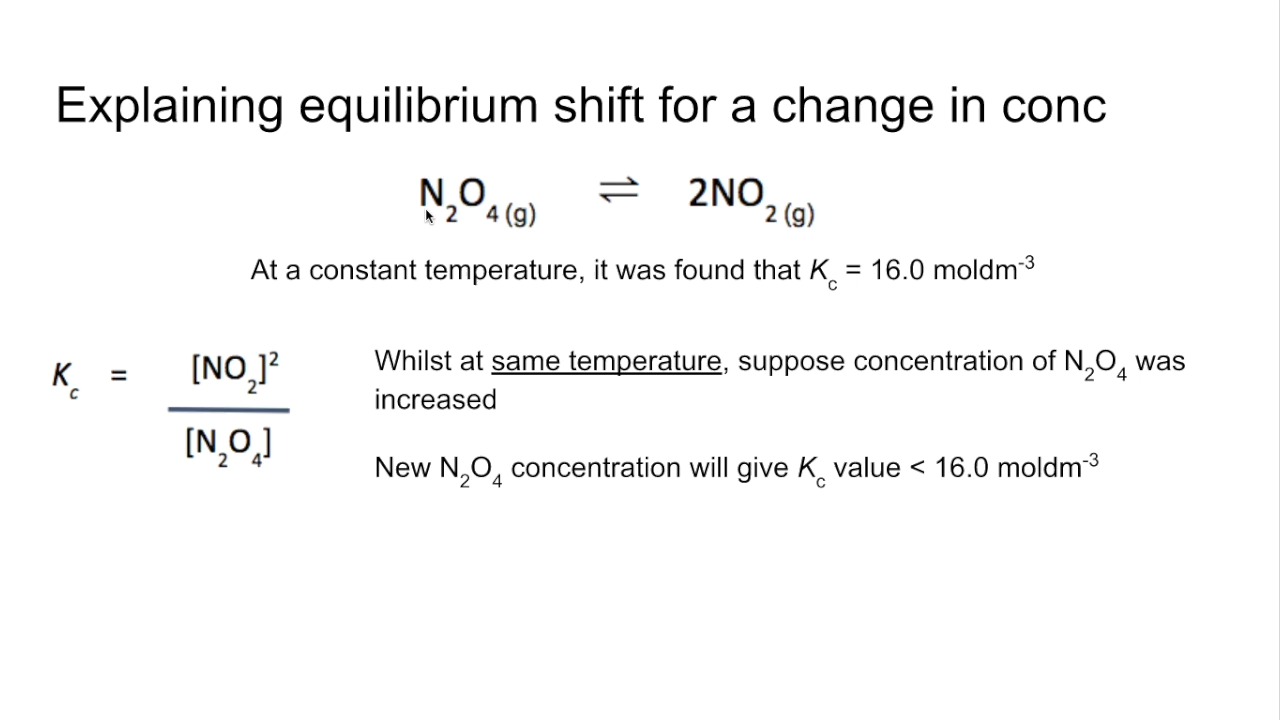 Explaining equilibrium shift for a change in conc
N₂O₄ (g) ⇌ 2NO₂ (g)
At a constant temperature, it was found that Kc = 16.0 moldm⁻³
Kc = [NO₂]² / [N₂O₄]
Whilst at same temperature, suppose concentration of N₂O₄ was
increased
New N₂O₄ concentration will give Kc value < 16.0 moldm⁻³